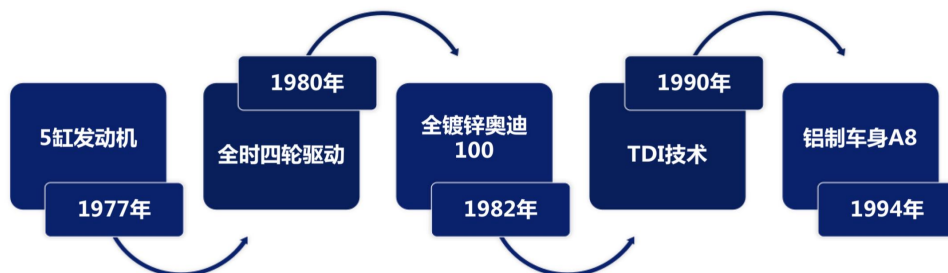 5缸发动机
1977年
1980年
全时四轮驱动
全镀锌奥迪
100
1982年
1990年
TDI技术
铝制车身A8
1994年